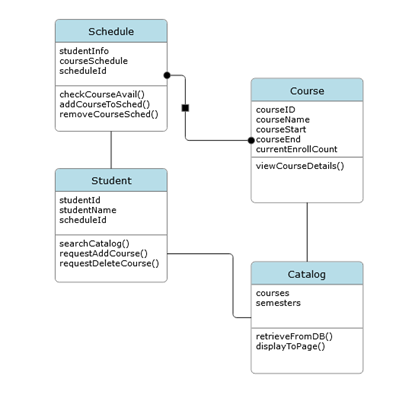 Schedule
studentInfo
courseSchedule
scheduleId
checkCourseAvail()
addCourseToSched()
removeCourseSched()
Course
courseID
courseName
courseStart
courseEnd
currentEnrollCount
viewCourseDetails()
Student
studentId
studentName
scheduleId
searchCatalog()
requestAddCourse()
requestDeleteCourse()
Catalog
courses
semesters
retrieveFromDB()
displayToPage()